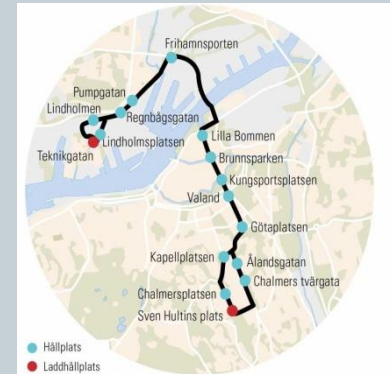 Frihamnsporten
Pumpgatan
Lindholmen
Regnbågsgatan
Lindholmsplatsen
Teknikgatan
Lilla Bommen
Brunnsparken
Kungsportsplatsen
Valand
Götaplatsen
Kapellplatsen
Ålandsgatan
Chalmers tvärgata
Chalmersplatsen
Sven Hultins plats
Hållplats
Laddhållplats